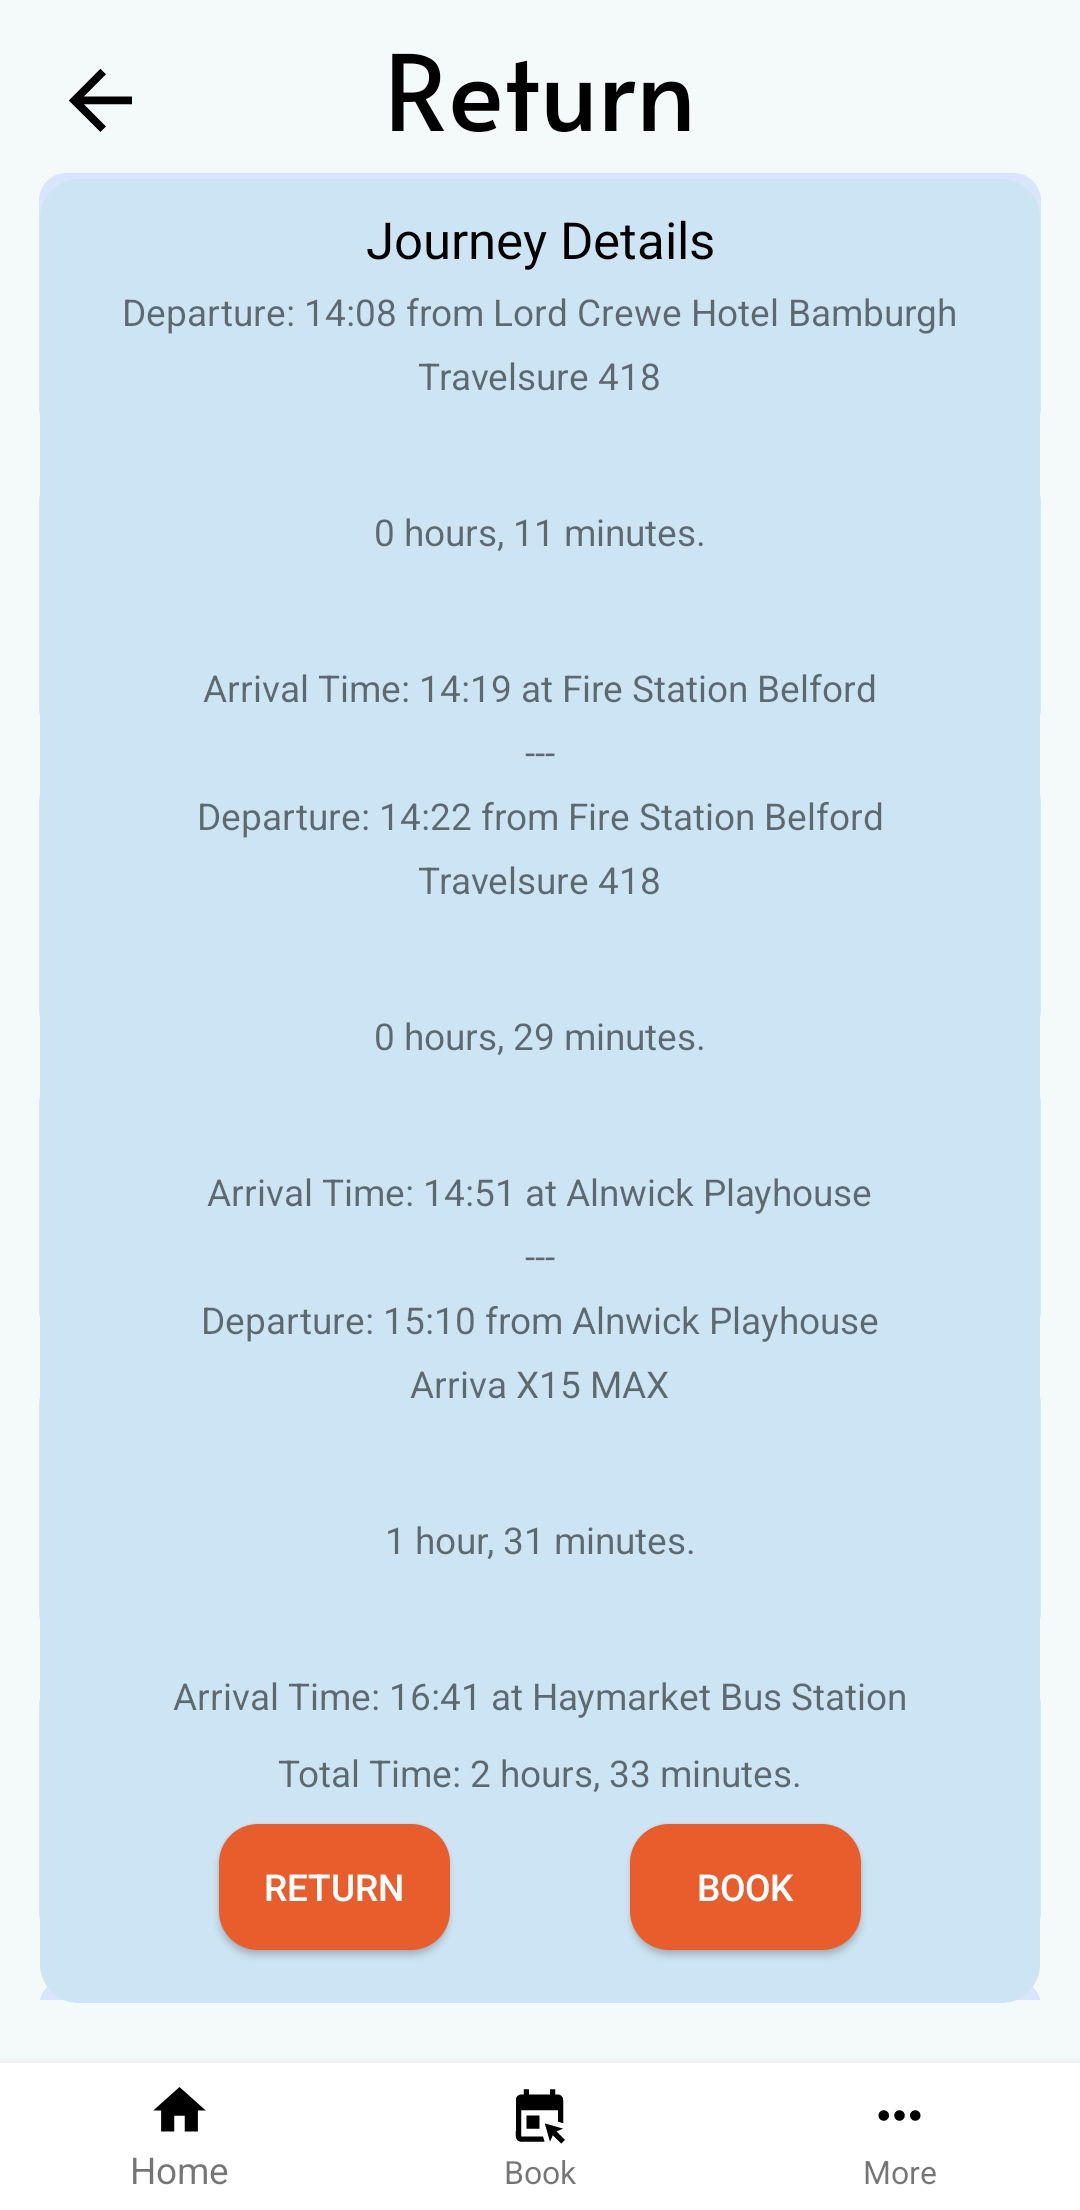 Return
Journey Details
Departure: 14:08 from Lord Crewe Hotel Bamburgh
Travelsure 418
0 hours, 11 minutes.
Arrival Time: 14:19 at Fire Station Belford
---
Departure: 14:22 from Fire Station Belford
Travelsure 418
0 hours, 29 minutes.
Arrival Time: 14:51 at Alnwick Playhouse
---
Departure: 15:10 from Alnwick Playhouse
Arriva X15 MAX
1 hour, 31 minutes.
Arrival Time: 16:41 at Haymarket Bus Station
Total Time: 2 hours, 33 minutes.
RETURN BOOK
Home Book More